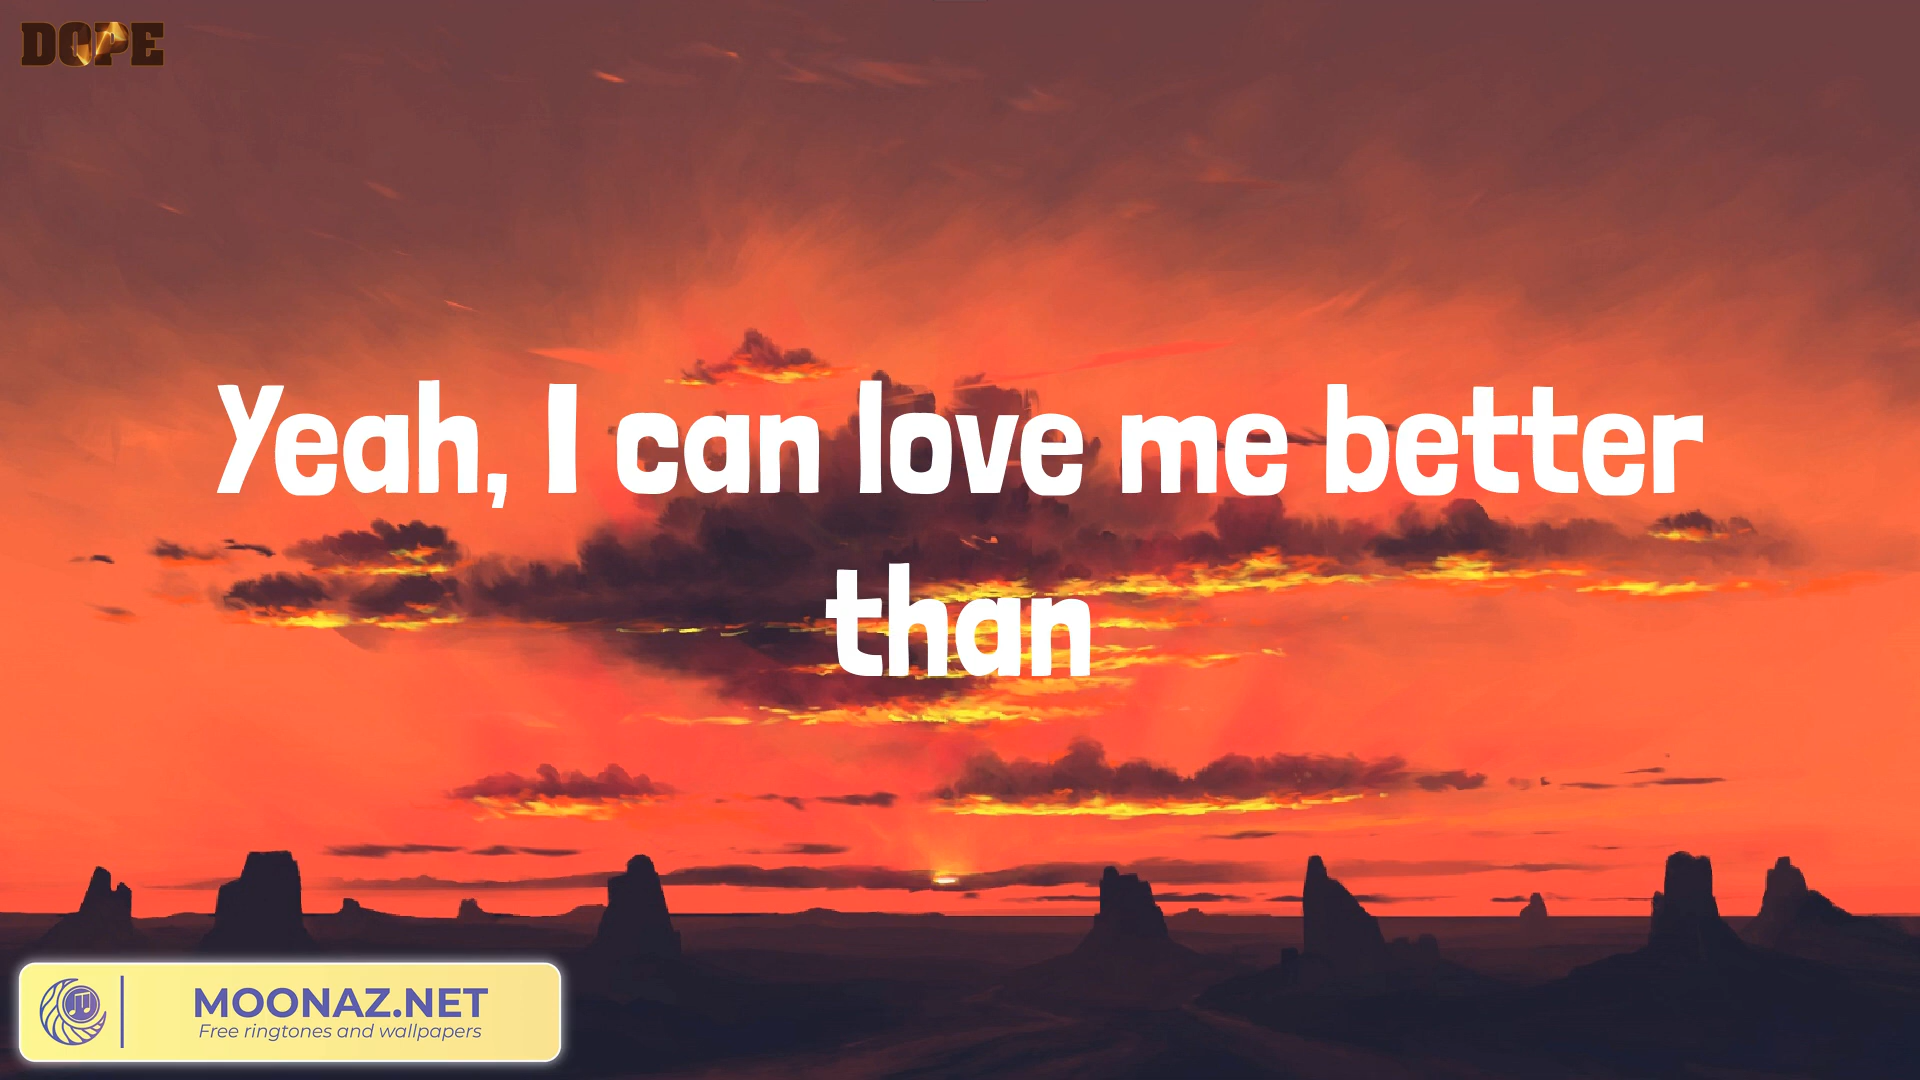 DOPE
Yeah, I can love me better
than
MOONAZ.NET
Free ringtones and wallpapers